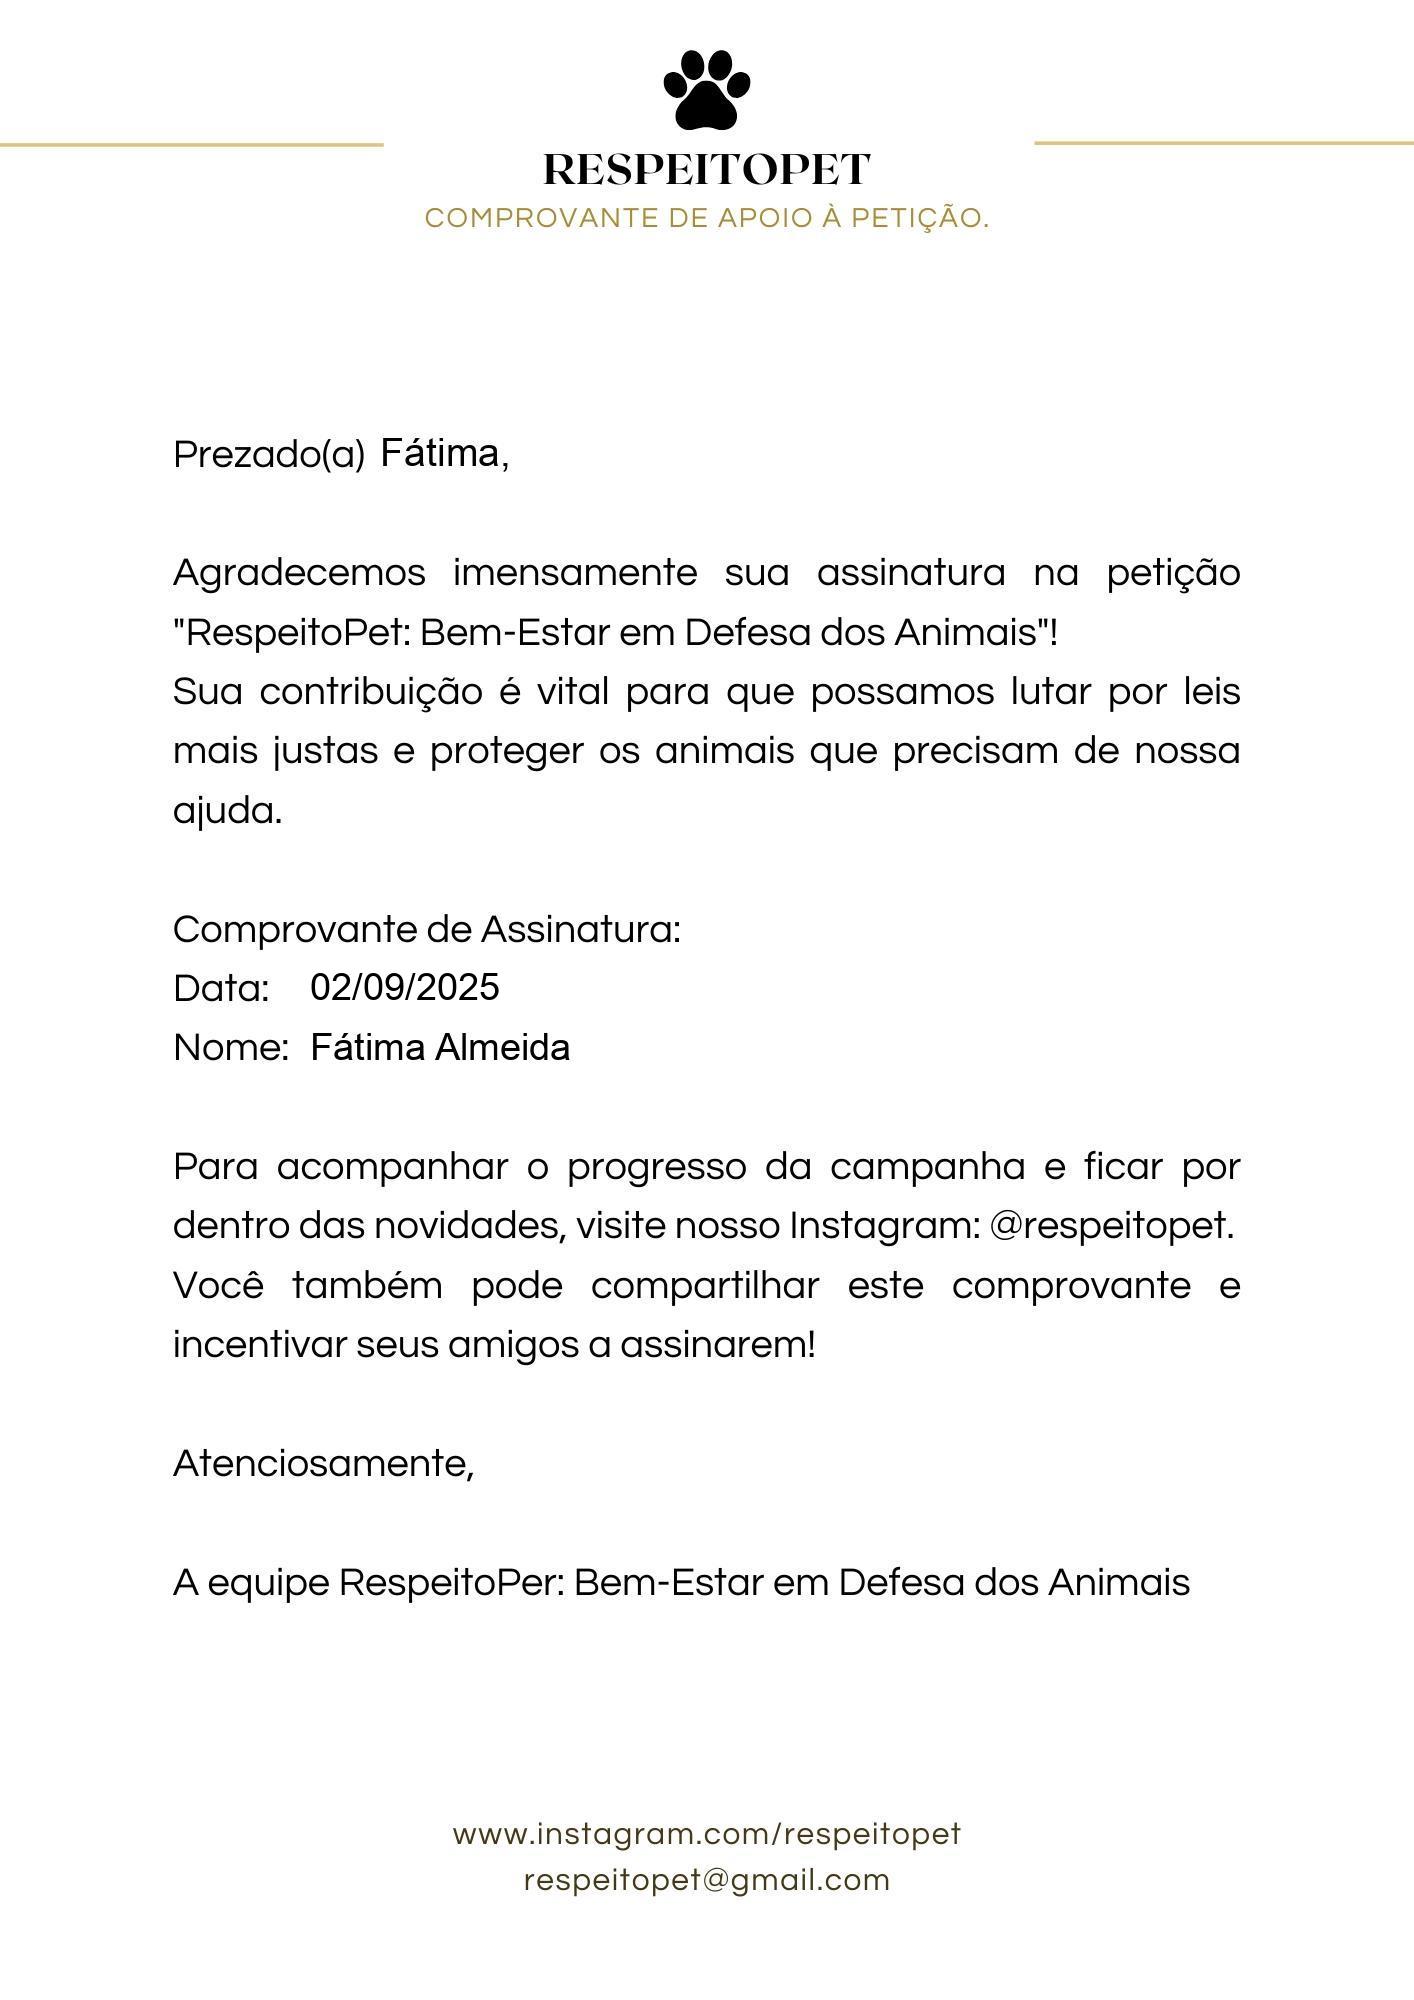 RESPEITOPET
COMPROVANTE DE APOIO À PETIÇÃO.
Prezado(a) Fátima,
Agradecemos imensamente sua assinatura na petição
"RespeitoPet: Bem-Estar em Defesa dos Animais"!
Sua contribuição é vital para que possamos lutar por leis
mais justas e proteger os animais que precisam de nossa
ajuda.
Comprovante de Assinatura:
Data: 02/09/2025
Nome: Fátima Almeida
Para acompanhar o progresso da campanha e ficar por
dentro das novidades, visite nosso Instagram: @respeitopet.
Você também pode compartilhar este comprovante e
incentivar seus amigos a assinarem!
Atenciosamente,
A equipe RespeitoPer: Bem-Estar em Defesa dos Animais
www.instagram.com/respeitopet
respeitopet@gmail.com